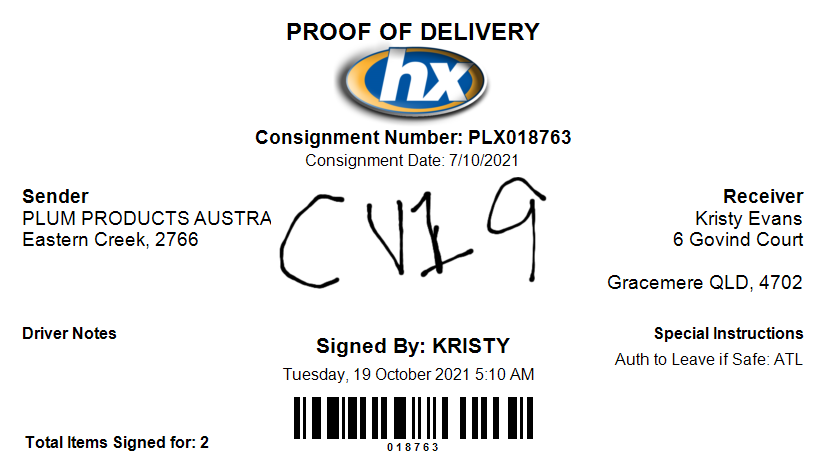 PROOF OF DELIVERY
hx
Consignment Number: PLX018763
Consignment Date: 7/10/2021
Sender
PLUM PRODUCTS AUSTRA
Eastern Creek, 2766
CV19
Receiver
Kristy Evans
6 Govind Court
Gracemere QLD, 4702
Driver Notes
Signed By: KRISTY
Tuesday, 19 October 2021 5:10 AM
Special Instructions
Auth to Leave if Safe: ATL
Total Items Signed for: 2
018763